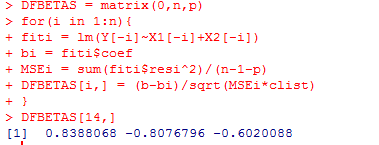 > DFBETAS = matrix(0,n,p)
> for(i in 1:n){
+ fiti = lm(Y[-i]~X1[-i]+X2[-i])
+ bi = fiti$coef
+ MSEi = sum(fiti$resi^2)/(n-1-p)
+ DFBETAS[i,] = (b-bi)/sqrt(MSEi*clist)
+ }
> DFBETAS[14,]
[1]  0.8388068 -0.8076796 -0.6020088